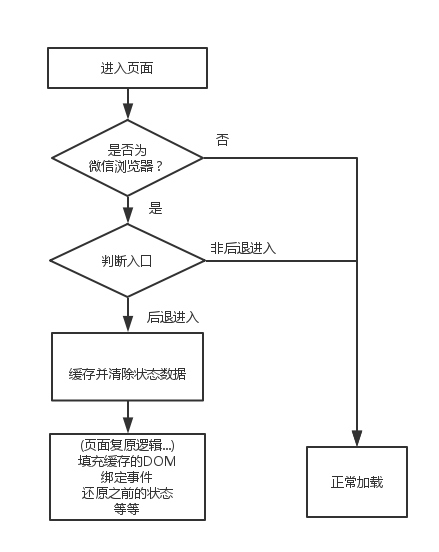 进入页面
否
是否为
微信浏览器？
是
非后退进入
判断入口
后退进入
缓存并清除状态数据
(页面复原逻辑...)
填充缓存的DOM
绑定事件
还原之前的状态
等等
正常加载